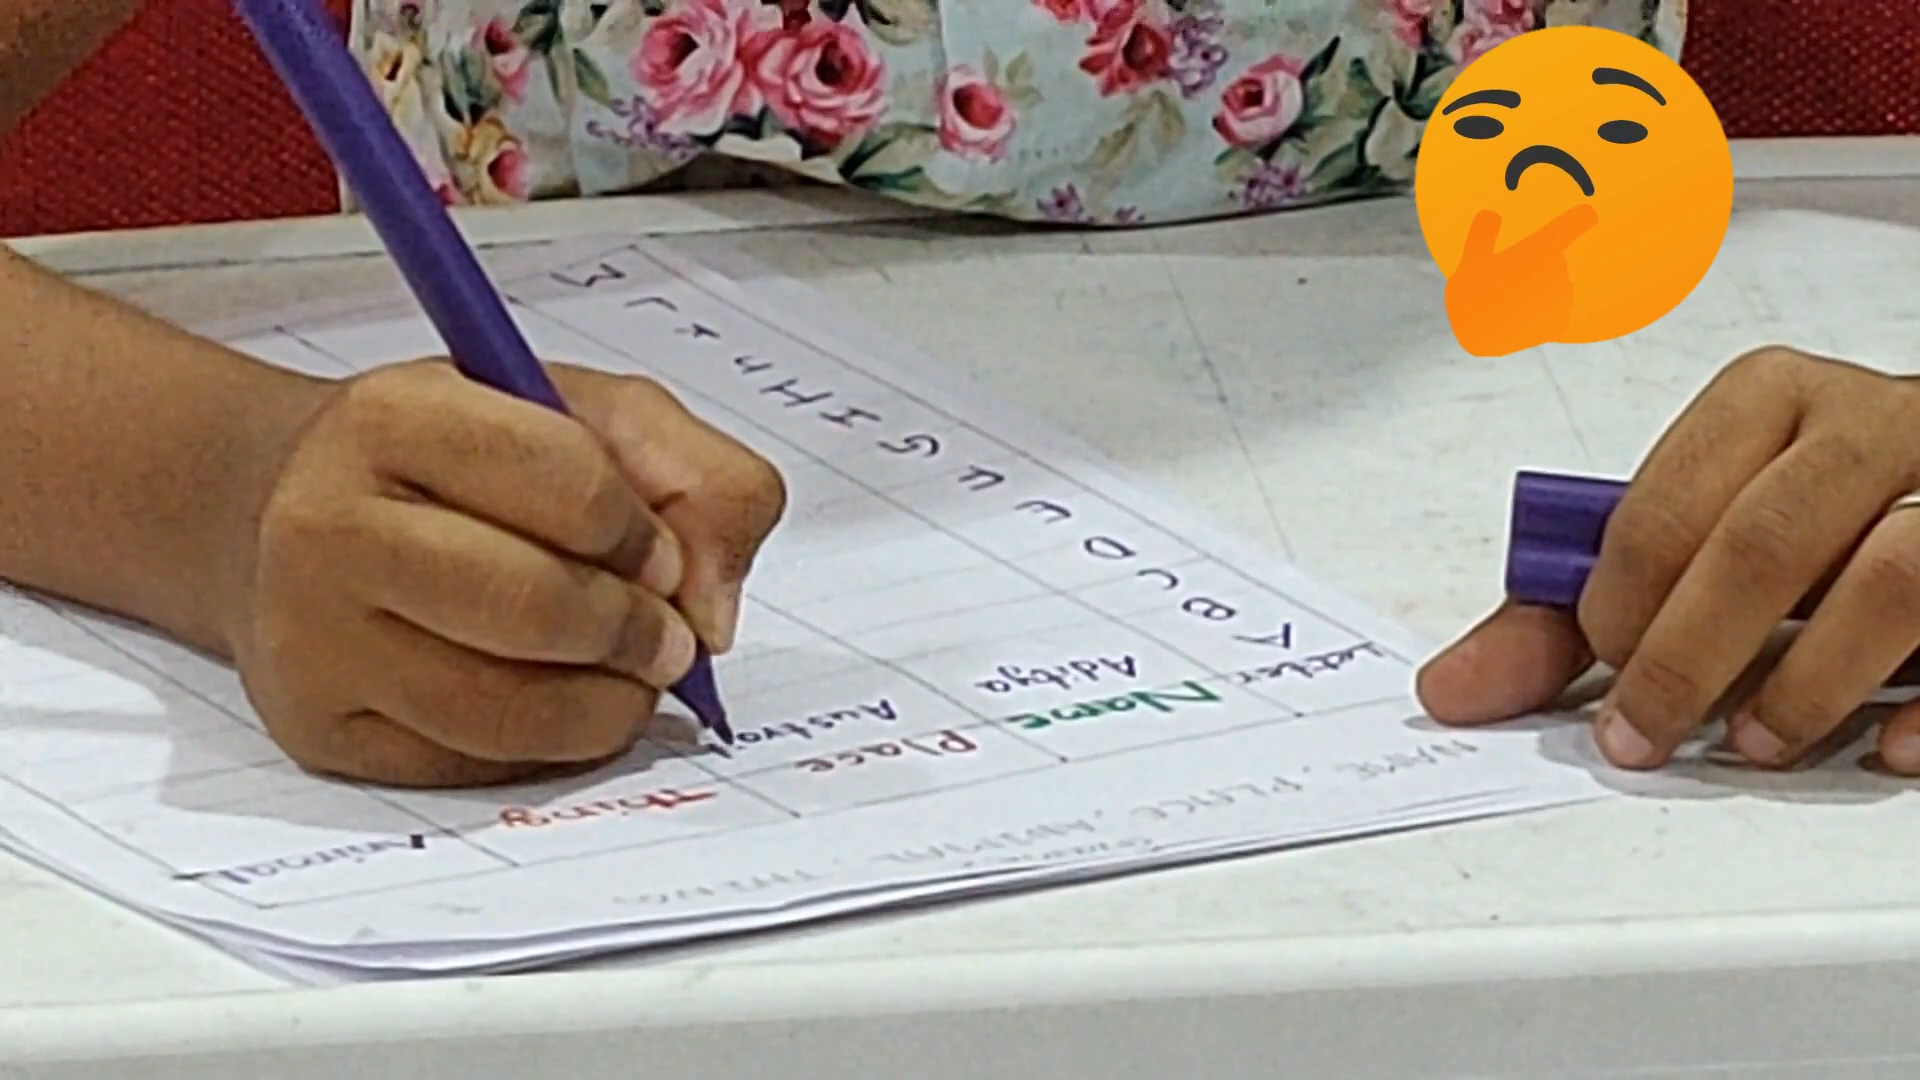 NAME, PLACE, ANIMAL, THING
Letter Name Place Thing Animal
A Aditya Austral
B
C
D
E
F
G
I
H
J
K
L
M